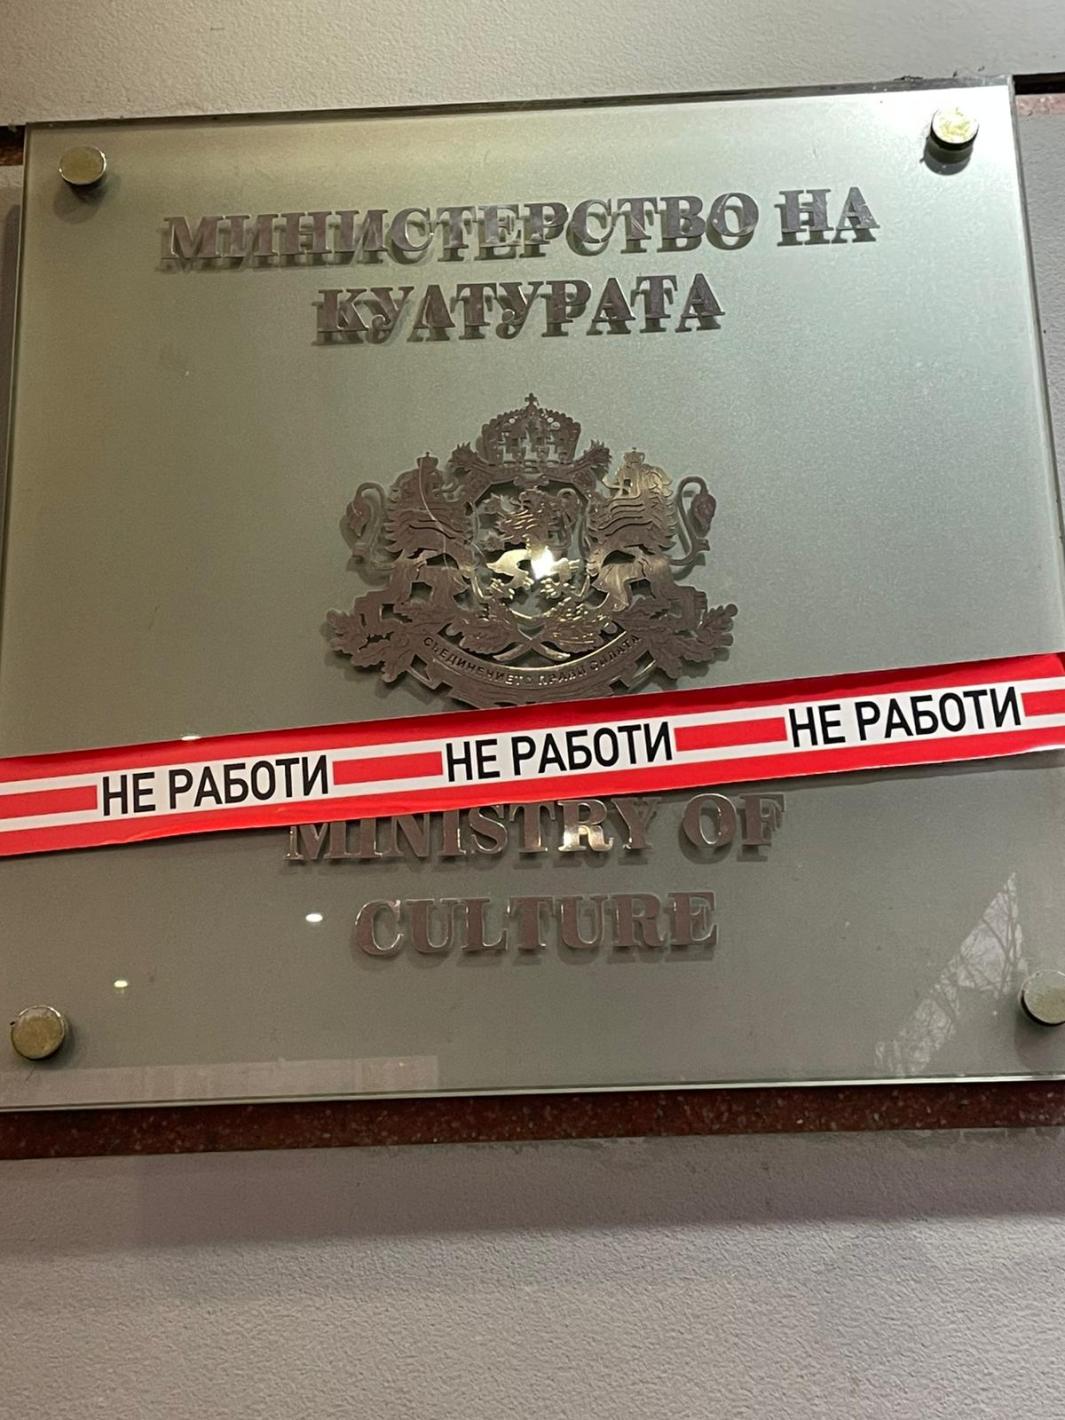 МИНИСТЕРСТВО НА
КУЛТУРАТА
СЪЕДИНЕНИЕТО ПРАВИ СИЛАТА
НЕ РАБОТИ НЕ РАБОТИ НЕ РАБОТИ
MINISTRY OF
CULTURE